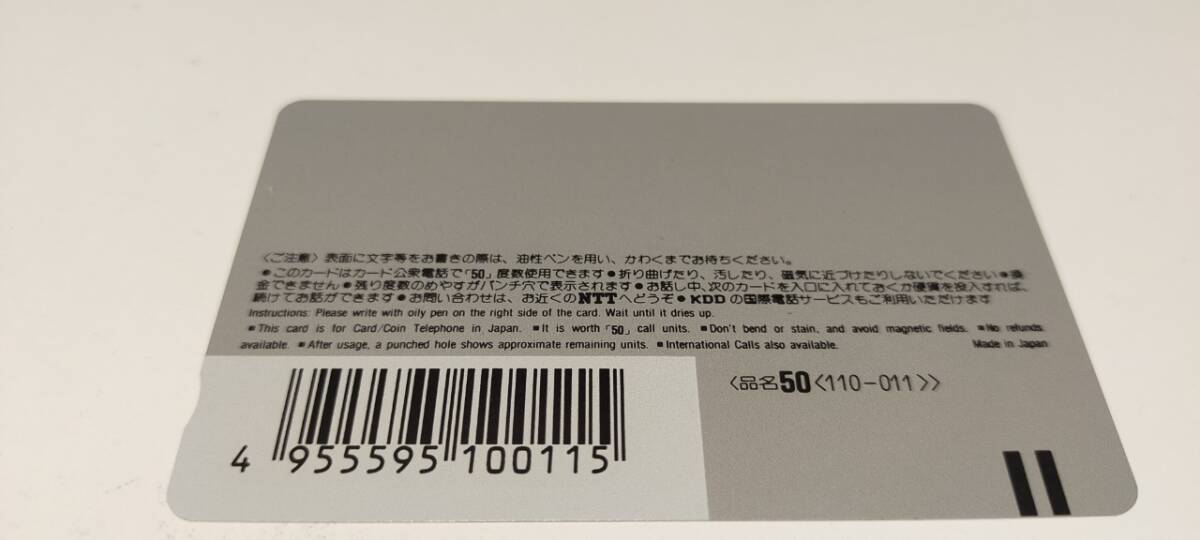 〈ご注意〉表面に文字等をお書きの際は、油性ペンを用い、かわくまでお待ちください。
●このカードはカード公衆電話で「50」度数使用できます●折り曲げたり、汚したり、磁気に近づけたりしないでください●換
金できません●残り度数のめやすがパンチ穴で表示されます●お話し中、次のカードを入口に入れておくか硬貨を投入すれば、
続けてお話ができます●お問い合わせは、お近くのNTTへどうぞ●KDDの国際電話サービスもご利用いただけます
Instructions: Please write with oily pen on the right side of the card. Wait until it dries up.
■This card is for Card/Coin Telephone in Japan. ■It is worth「50」call units. ■Don't bend or stain, and avoid magnetic fields. ■No refunds
available. ■After usage, a punched hole shows approximate remaining units. ■International Calls also available. Made in Japan
〈品名50〈110-011〉〉
4 955595 100115